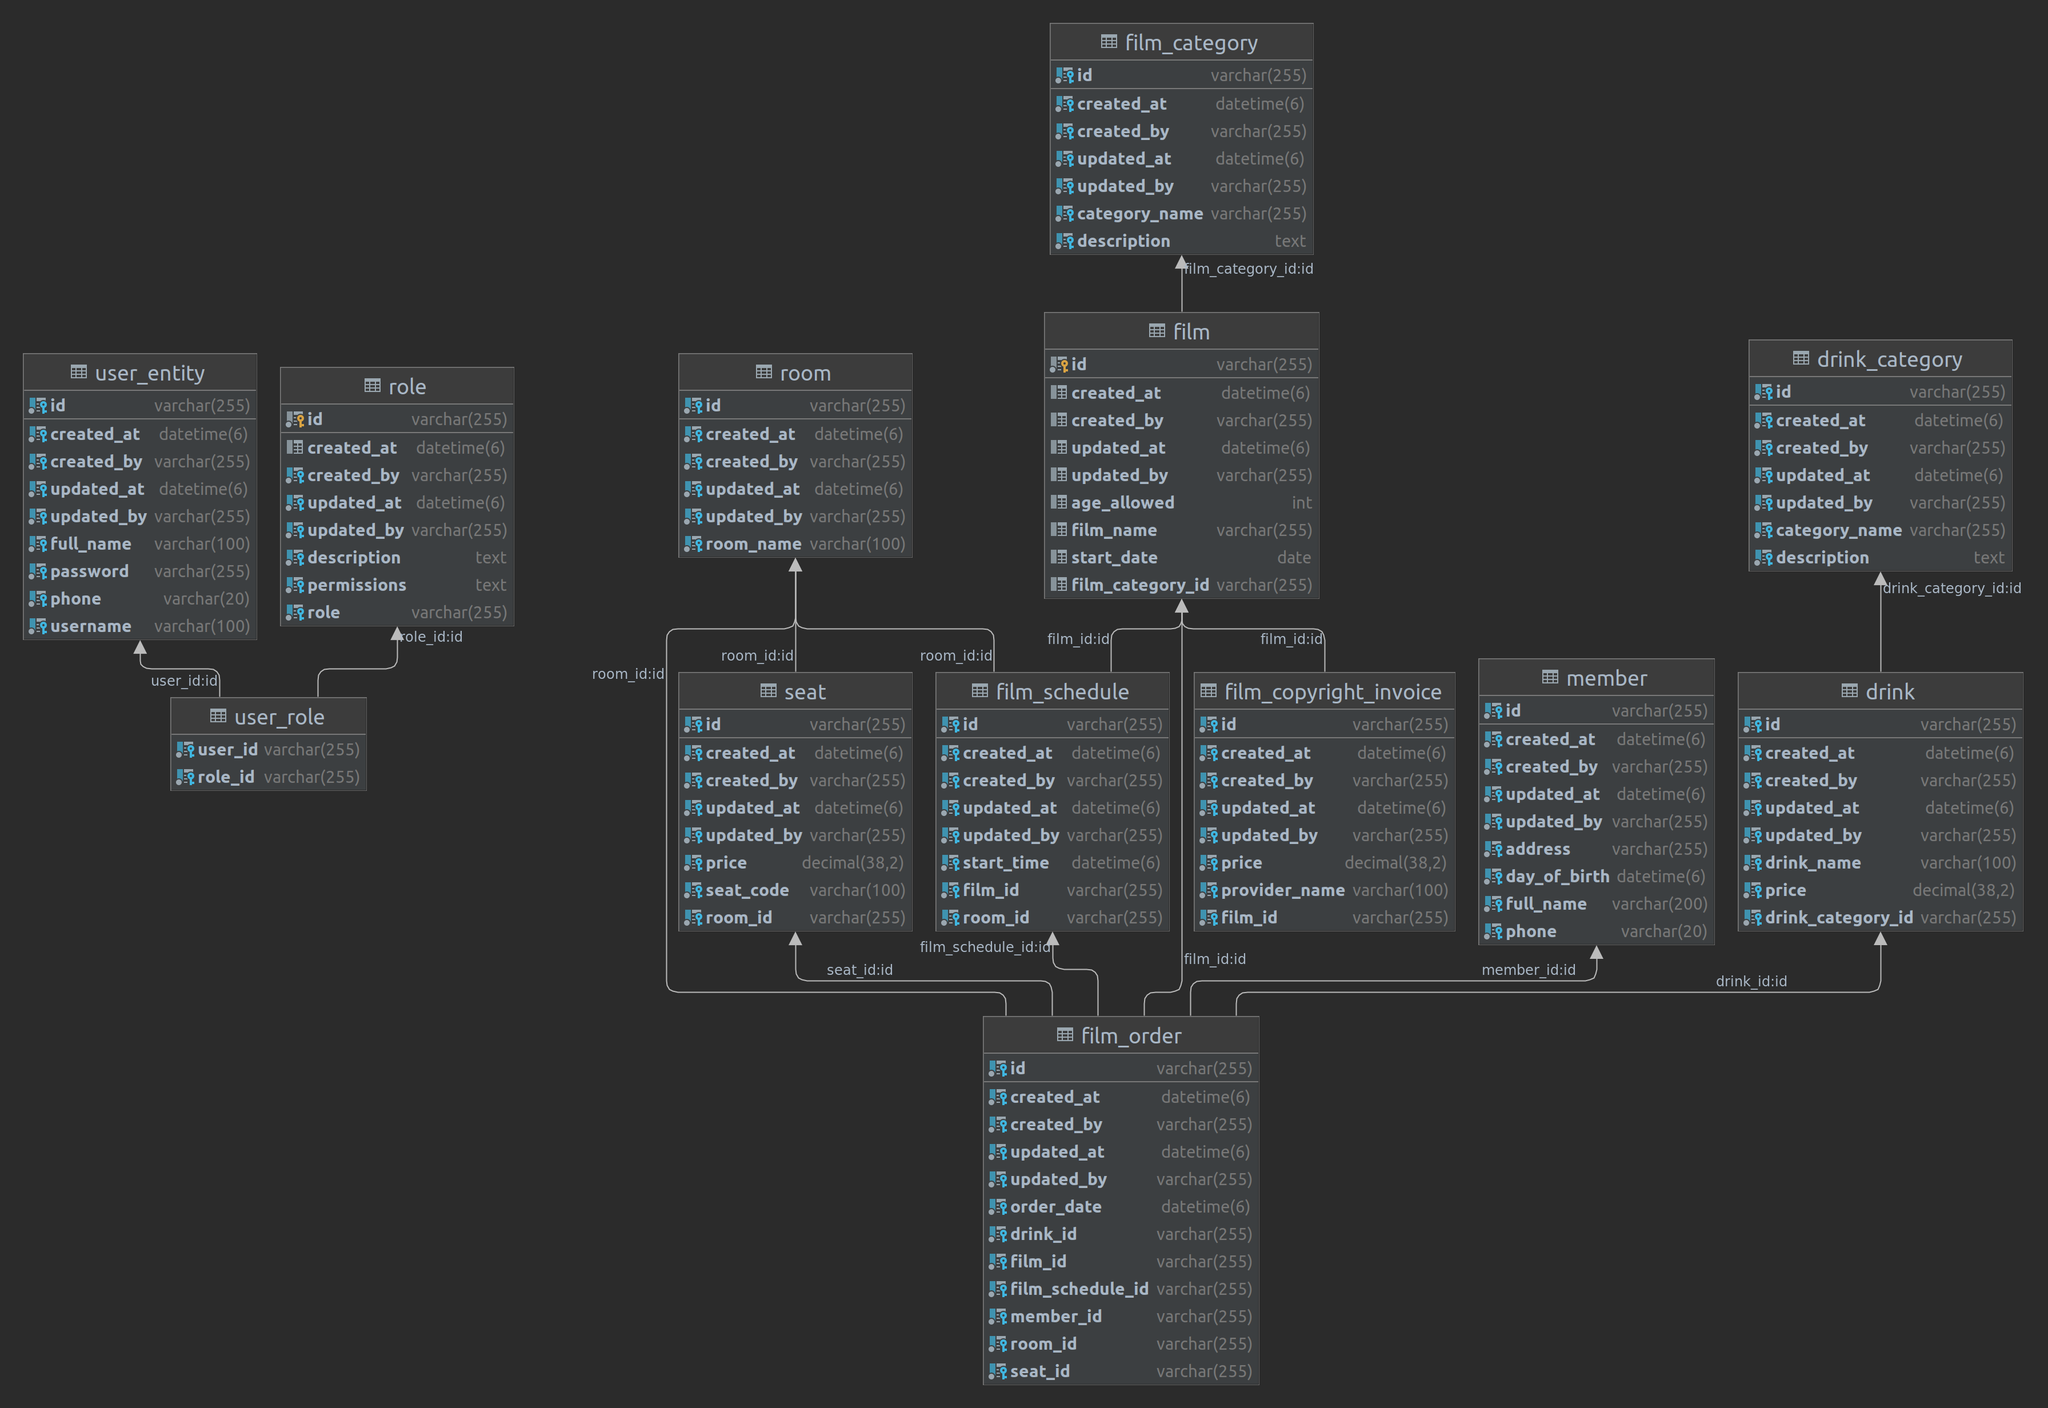 film_category
id varchar(255)
created_at datetime(6)
created_by varchar(255)
updated_at datetime(6)
updated_by varchar(255)
category_name varchar(255)
description text
film_category_id:id
film
id varchar(255)
created_at datetime(6)
created_by varchar(255)
updated_at datetime(6)
updated_by varchar(255)
age_allowed int
film_name varchar(255)
start_date date
film_category_id varchar(255)
user_entity
id varchar(255)
created_at datetime(6)
created_by varchar(255)
updated_at datetime(6)
updated_by varchar(255)
full_name varchar(100)
password varchar(255)
phone varchar(20)
username varchar(100)
role
id varchar(255)
created_at datetime(6)
created_by varchar(255)
updated_at datetime(6)
updated_by varchar(255)
description text
permissions text
role varchar(255)
room
id varchar(255)
created_at datetime(6)
created_by varchar(255)
updated_at datetime(6)
updated_by varchar(255)
room_name varchar(100)
drink_category
id varchar(255)
created_at datetime(6)
created_by varchar(255)
updated_at datetime(6)
updated_by varchar(255)
category_name varchar(255)
description text
drink_category_id:id
role_id:id
user_id:id
room_id:id
room_id:id
room_id:id
film_id:id
film_id:id
user_role
user_id varchar(255)
role_id varchar(255)
seat
id varchar(255)
created_at datetime(6)
created_by varchar(255)
updated_at datetime(6)
updated_by varchar(255)
price decimal(38,2)
seat_code varchar(100)
room_id varchar(255)
film_schedule
id varchar(255)
created_at datetime(6)
created_by varchar(255)
updated_at datetime(6)
updated_by varchar(255)
start_time datetime(6)
film_id varchar(255)
room_id varchar(255)
film_copyright_invoice
id varchar(255)
created_at datetime(6)
created_by varchar(255)
updated_at datetime(6)
updated_by varchar(255)
price decimal(38,2)
provider_name varchar(100)
film_id varchar(255)
member
id varchar(255)
created_at datetime(6)
created_by varchar(255)
updated_at datetime(6)
updated_by varchar(255)
address varchar(255)
day_of_birth datetime(6)
full_name varchar(200)
phone varchar(20)
drink
id varchar(255)
created_at datetime(6)
created_by varchar(255)
updated_at datetime(6)
updated_by varchar(255)
drink_name varchar(100)
price decimal(38,2)
drink_category_id varchar(255)
film_schedule_id:id
seat_id:id
film_id:id
member_id:id
drink_id:id
film_order
id varchar(255)
created_at datetime(6)
created_by varchar(255)
updated_at datetime(6)
updated_by varchar(255)
order_date datetime(6)
drink_id varchar(255)
film_id varchar(255)
film_schedule_id varchar(255)
member_id varchar(255)
room_id varchar(255)
seat_id varchar(255)